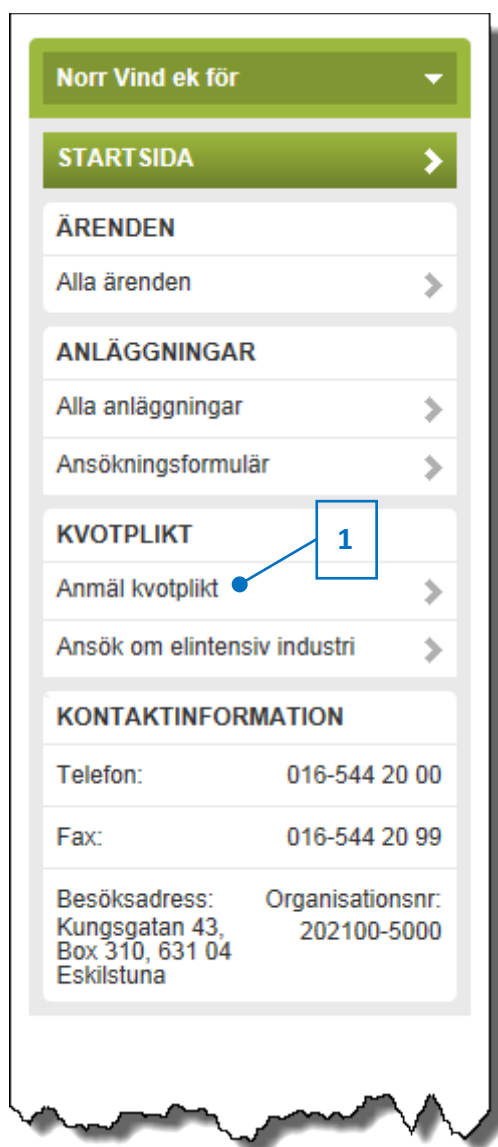 Norr Vind ek för
STARTSIDA
ÄRENDEN
Alla ärenden
ANLÄGGNINGAR
Alla anläggningar
Ansökningsformulär
KVOTPLIKT
1
Anmäl kvotplikt
Ansök om elintensiv industri
KONTAKTINFORMATION
Telefon: 016-544 20 00
Fax: 016-544 20 99
Besöksadress:
Kungsgatan 43,
Box 310, 631 04
Eskilstuna
Organisationsnr:
202100-5000